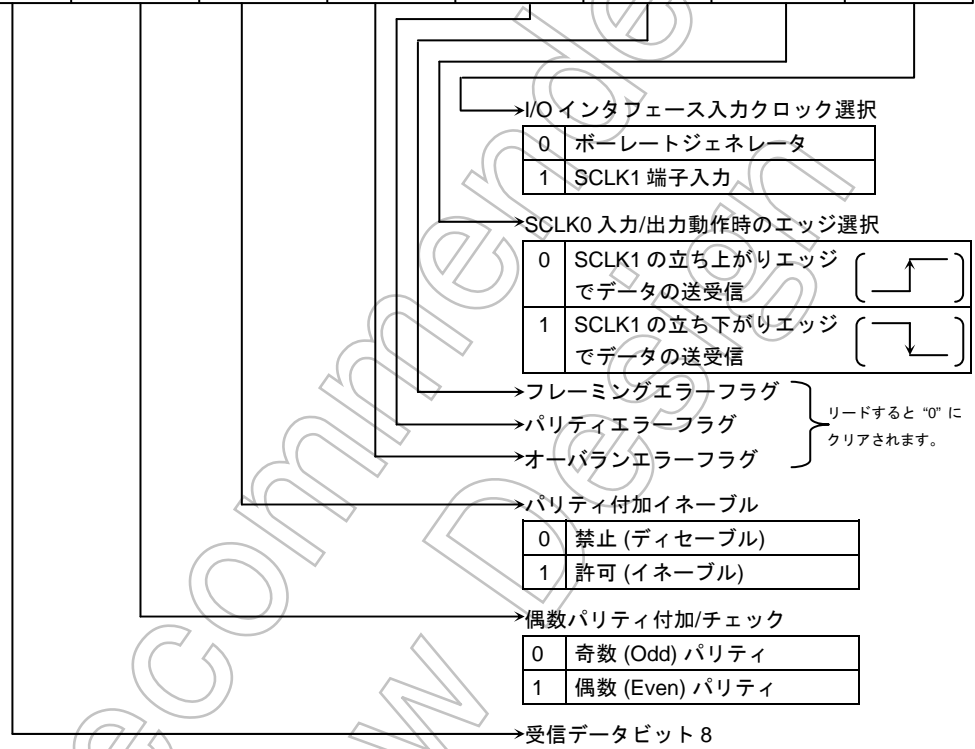 I/O インタフェース入力クロック選択
0 ボーレートジェネレータ
1 SCLK1 端子入力
SCLK0 入力/出力動作時のエッジ選択
0 SCLK1 の立ち上がりエッジ
でデータの送受信
1 SCLK1 の立ち下がりエッジ
でデータの送受信
フレーミングエラーフラグ
パリティエラーフラグ
オーバランエラーフラグ
リードすると “0” に
クリアされます。
パリティ付加イネーブル
0 禁止 (ディセーブル)
1 許可 (イネーブル)
偶数パリティ付加/チェック
0 奇数 (Odd) パリティ
1 偶数 (Even) パリティ
受信データビット 8